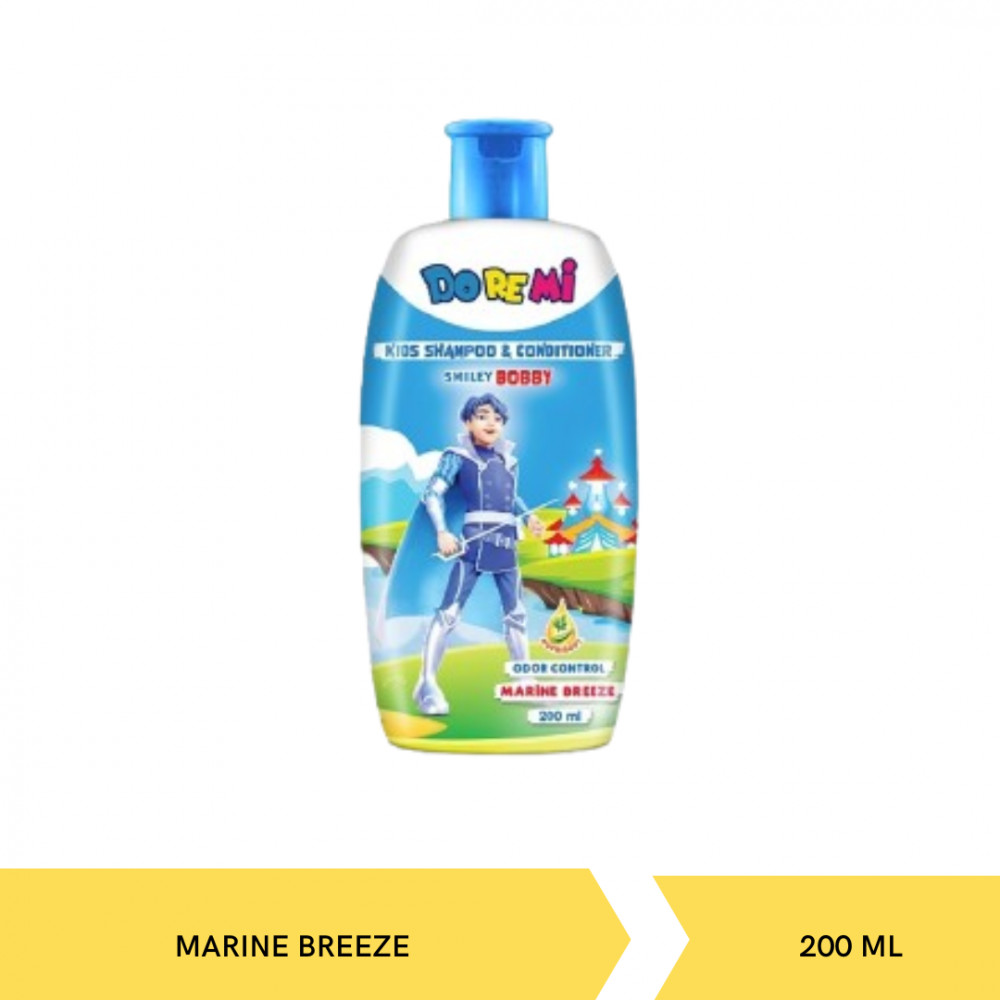 DO RE Mi
KIDS SHAMPOO & CONDITIONER
SMILEY BOBBY
ODOR CONTROL
MARINE BREEZE
200 ml
MARINE BREEZE
200 ML